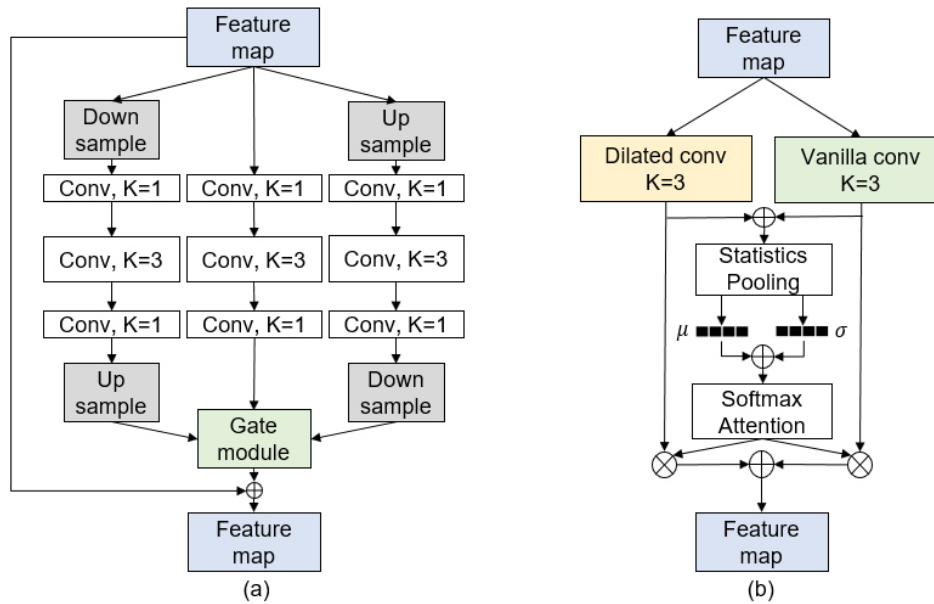 Feature
map
Down
sample
Up
sample
Conv, K=1
Conv, K=1
Conv, K=1
Conv, K=3
Conv, K=3
Conv, K=3
Conv, K=1
Conv, K=1
Conv, K=1
Up
sample
Down
sample
Gate
module
Feature
map
(a)
Feature
map
Dilated conv
K=3
Vanilla conv
K=3
Statistics
Pooling
μ
σ
Softmax
Attention
Feature
map
(b)